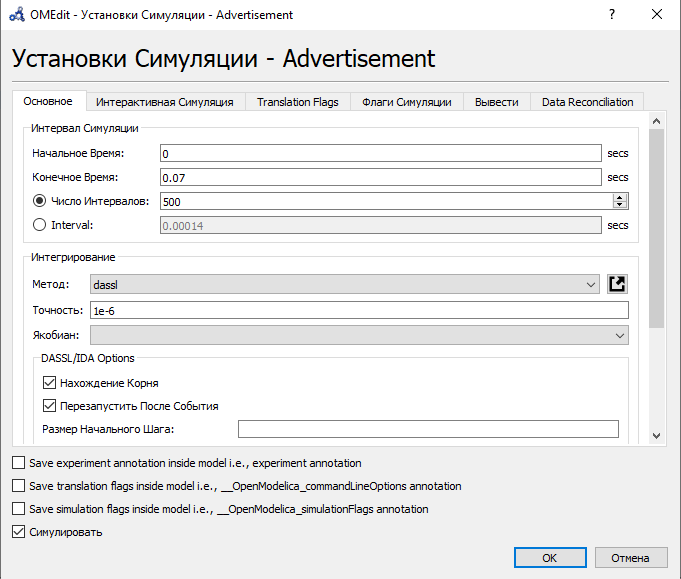 OMEdit - Установки Симуляции - Advertisement
Установки Симуляции - Advertisement
Основное Интерактивная Симуляция Translation Flags Флаги Симуляции Вывести Data Reconciliation
Интервал Симуляции
Начальное Время: 0 secs
Конечное Время: 0.07 secs
Число Интервалов: 500
Interval: 0.00014 secs
Интегрирование
Метод: dassl
Точность: 1e-6
Якобиан:
DASSL/IDA Options
Нахождение Корня
Перезапустить После События
Размер Начального Шага:
Save experiment annotation inside model i.e., experiment annotation
Save translation flags inside model i.e., __OpenModelica_commandLineOptions annotation
Save simulation flags inside model i.e., __OpenModelica_simulationFlags annotation
Симулировать
OK Отмена